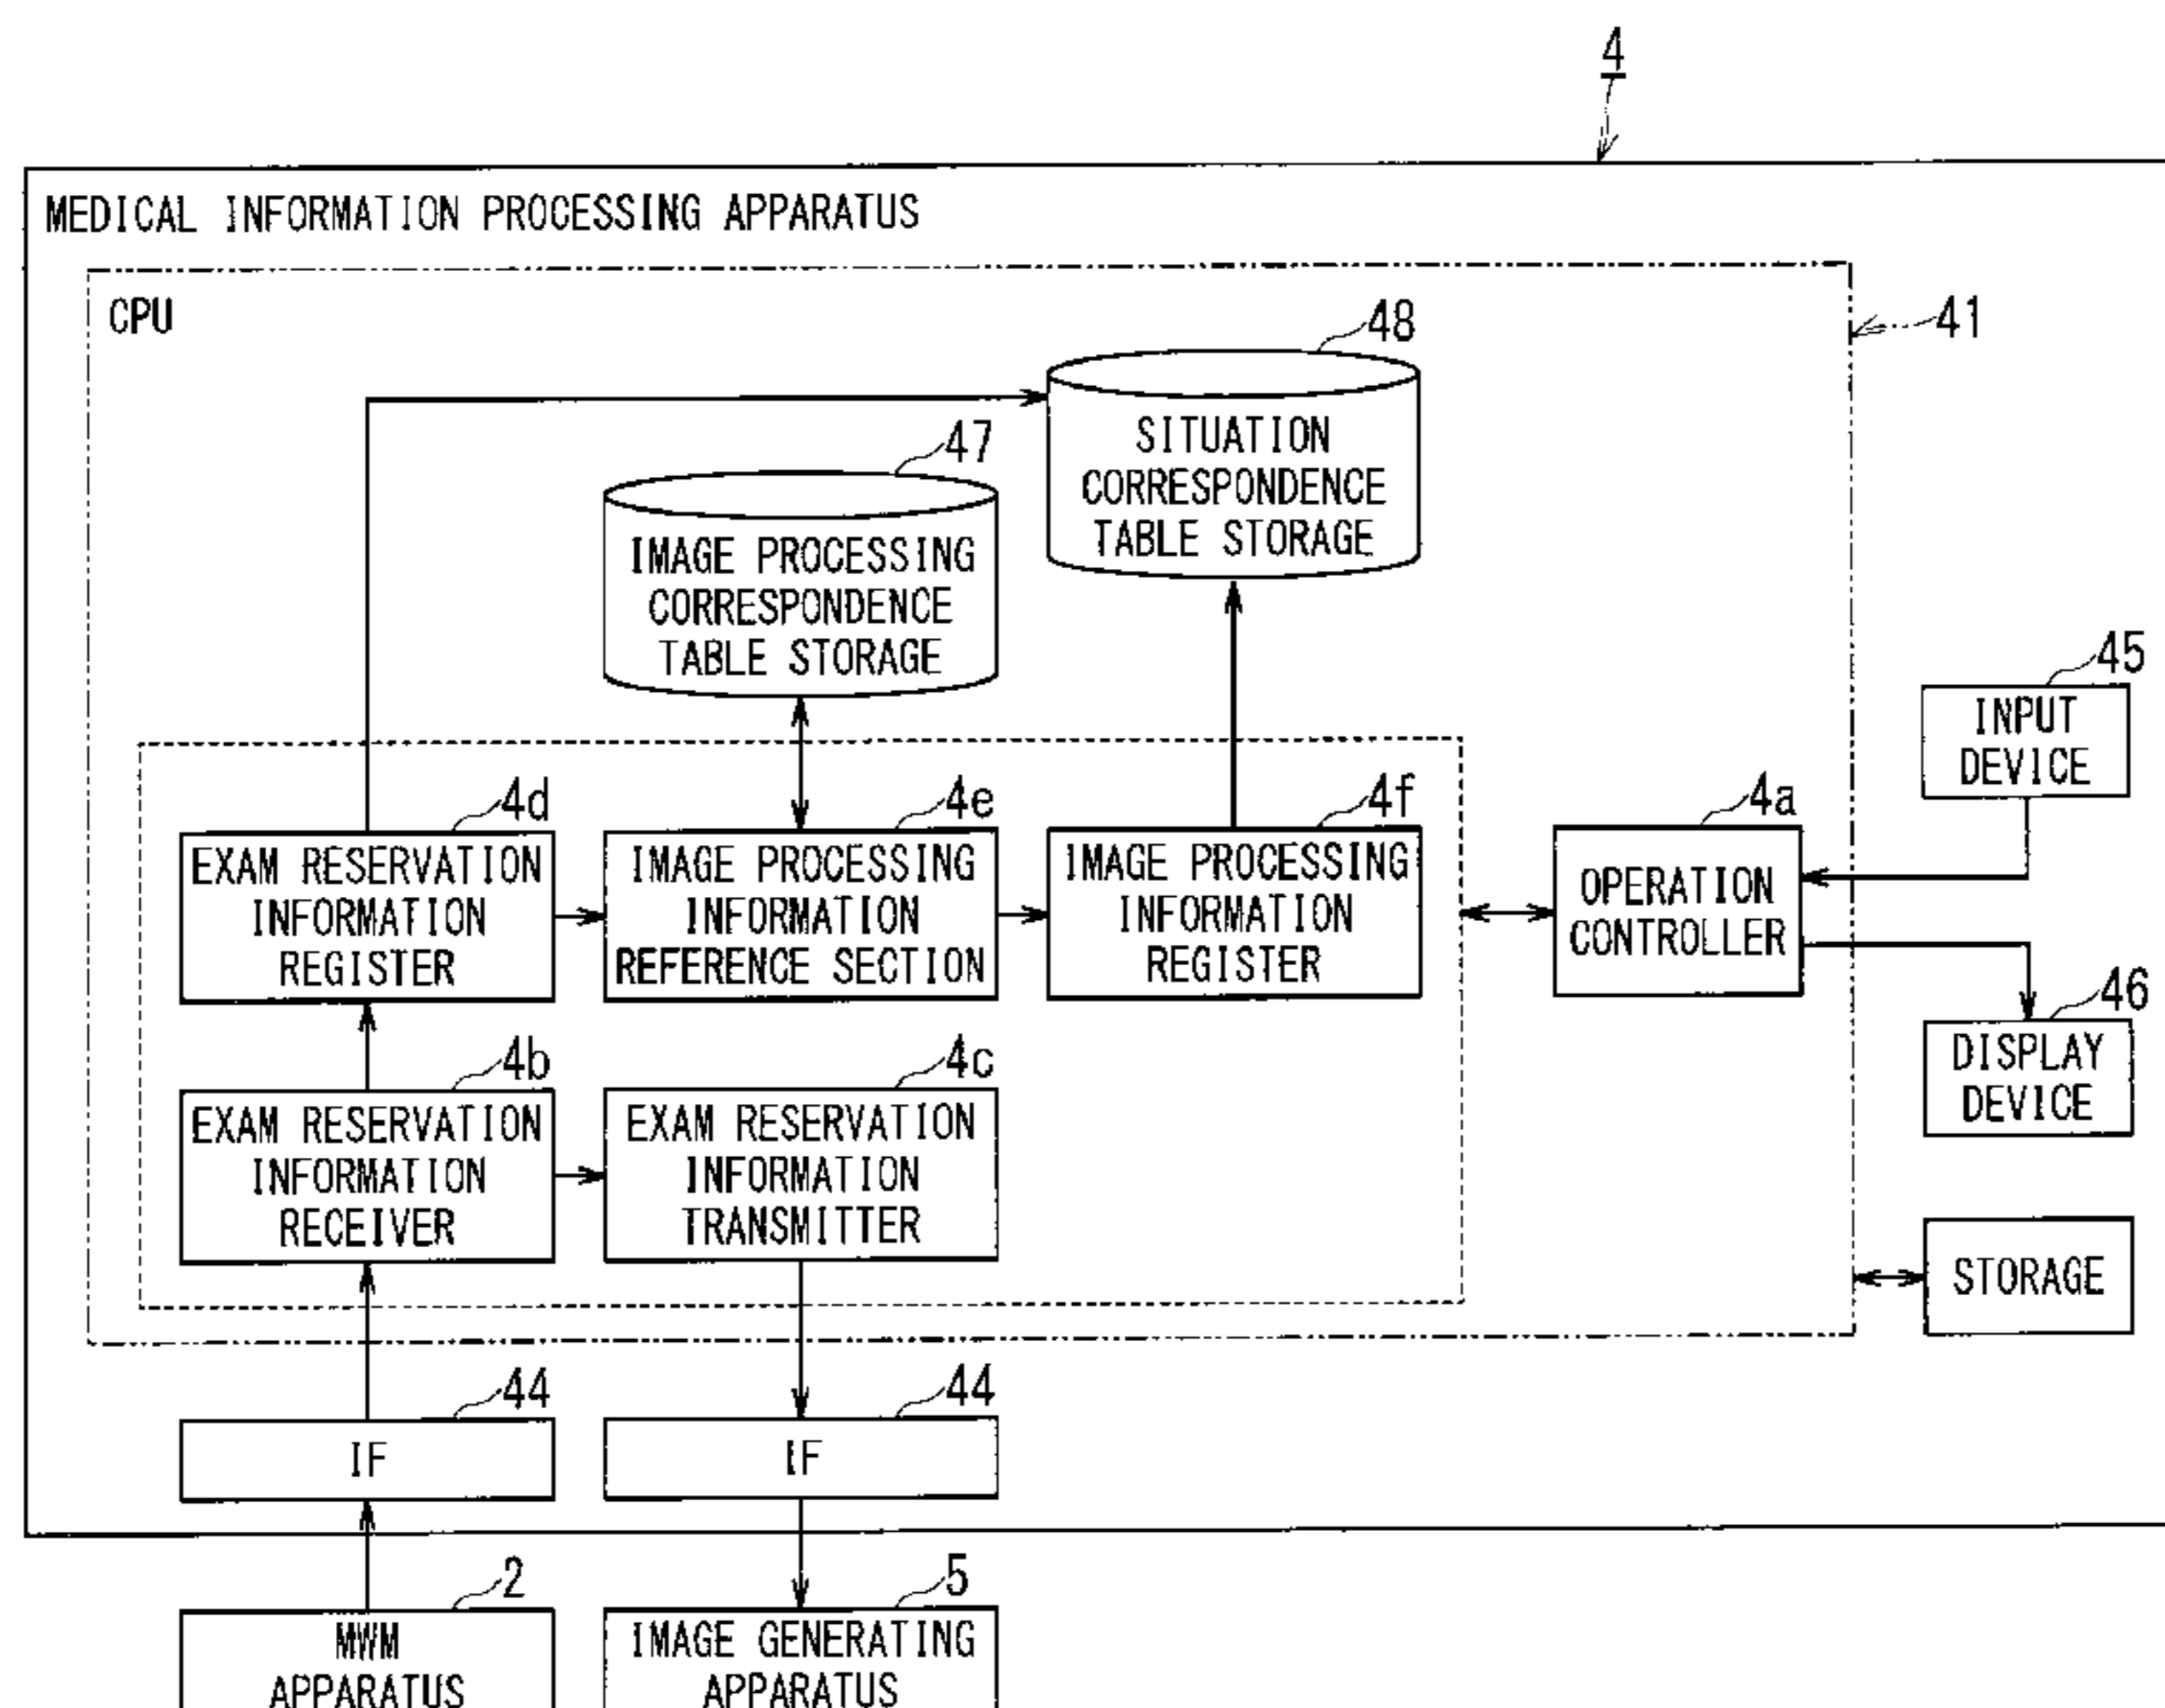 4
MEDICAL INFORMATION PROCESSING APPARATUS
CPU
41
48
SITUATION
CORRESPONDENCE
TABLE STORAGE
47
IMAGE PROCESSING
CORRESPONDENCE
TABLE STORAGE
45
INPUT
DEVICE
4d
EXAM RESERVATION
INFORMATION
REGISTER
4e
IMAGE PROCESSING
INFORMATION
REFERENCE SECTION
4f
IMAGE PROCESSING
INFORMATION
REGISTER
4a
OPERATION
CONTROLLER
46
DISPLAY
DEVICE
4b
EXAM RESERVATION
INFORMATION
RECEIVER
4c
EXAM RESERVATION
INFORMATION
TRANSMITTER
STORAGE
44
IF
44
IF
2
MWM
APPARATUS
5
IMAGE GENERATING
APPARATUS